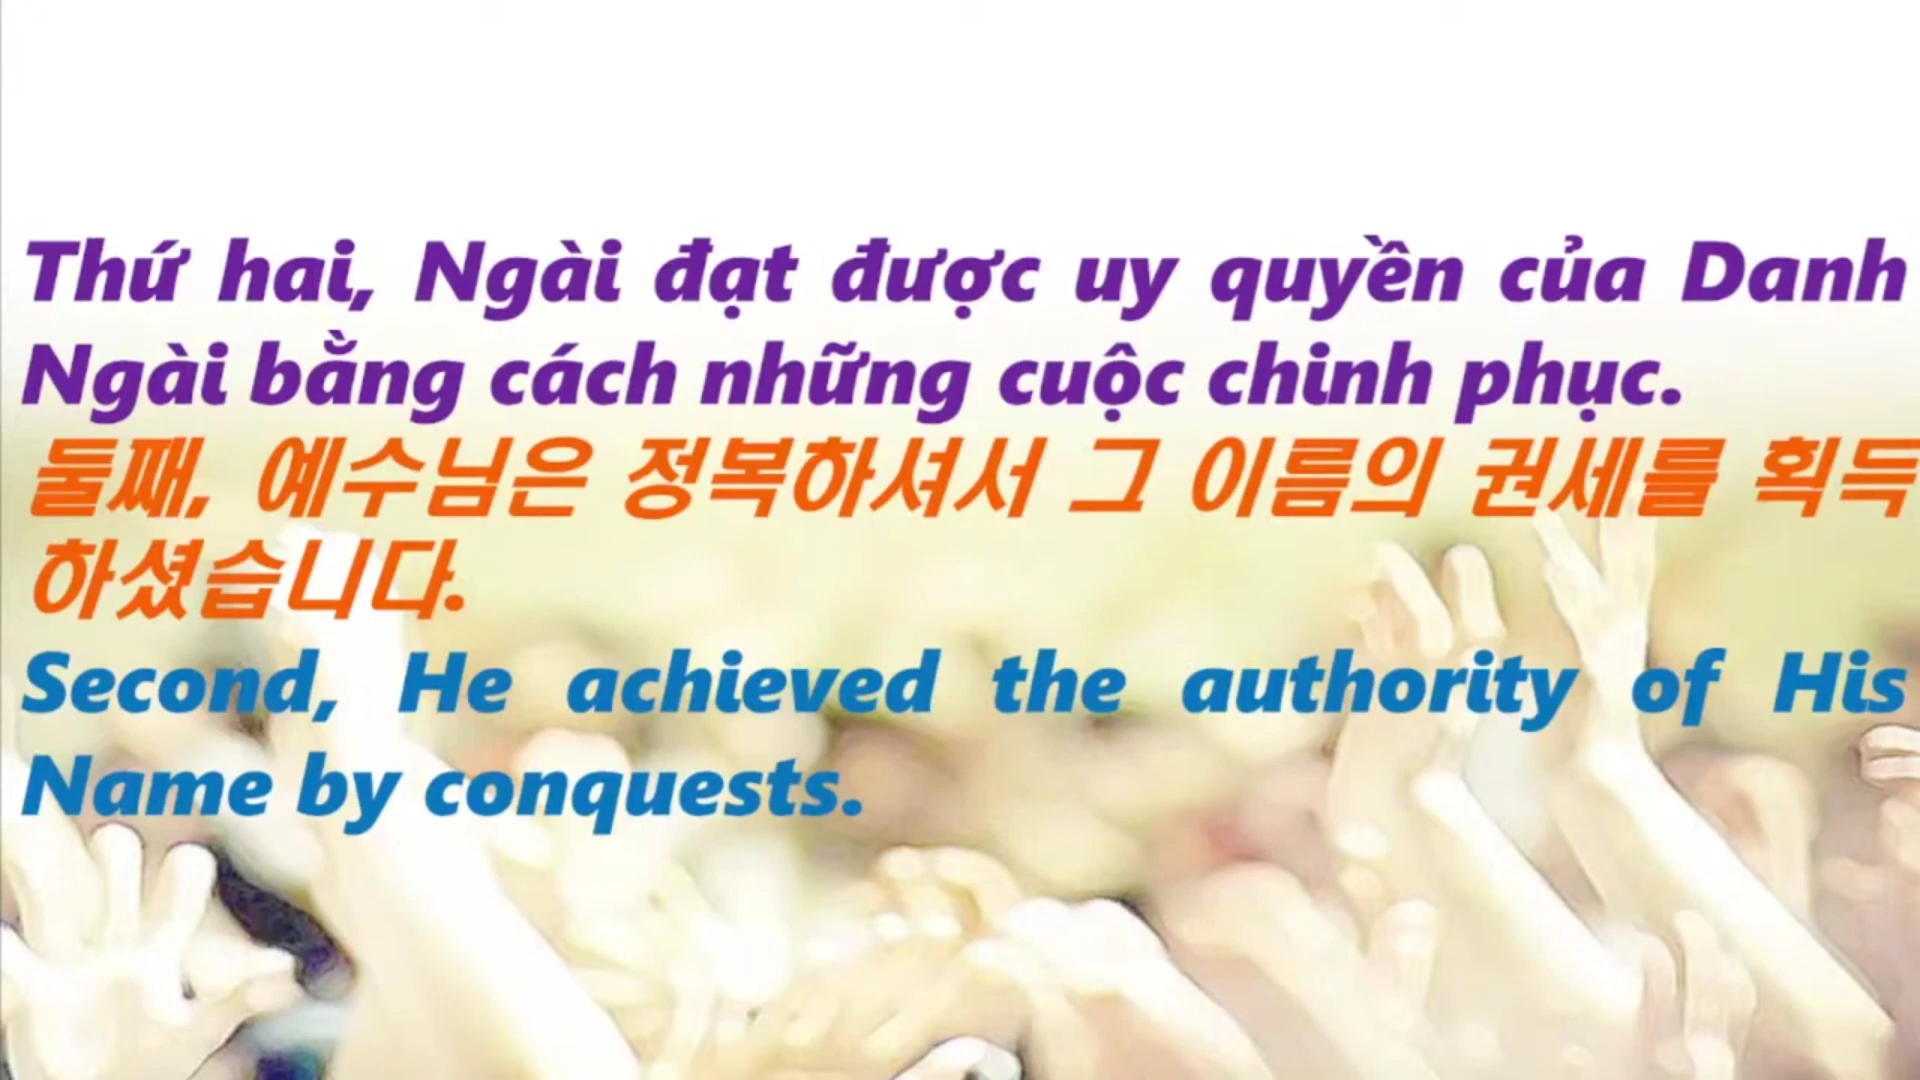 Thứ hai, Ngài đạt được uy quyền của Danh
Ngài bằng cách những cuộc chinh phục.
둘째, 예수님은 정복하셔서 그 이름의 권세를 획득
하셨습니다.
Second, He achieved the authority of His
Name by conquests.